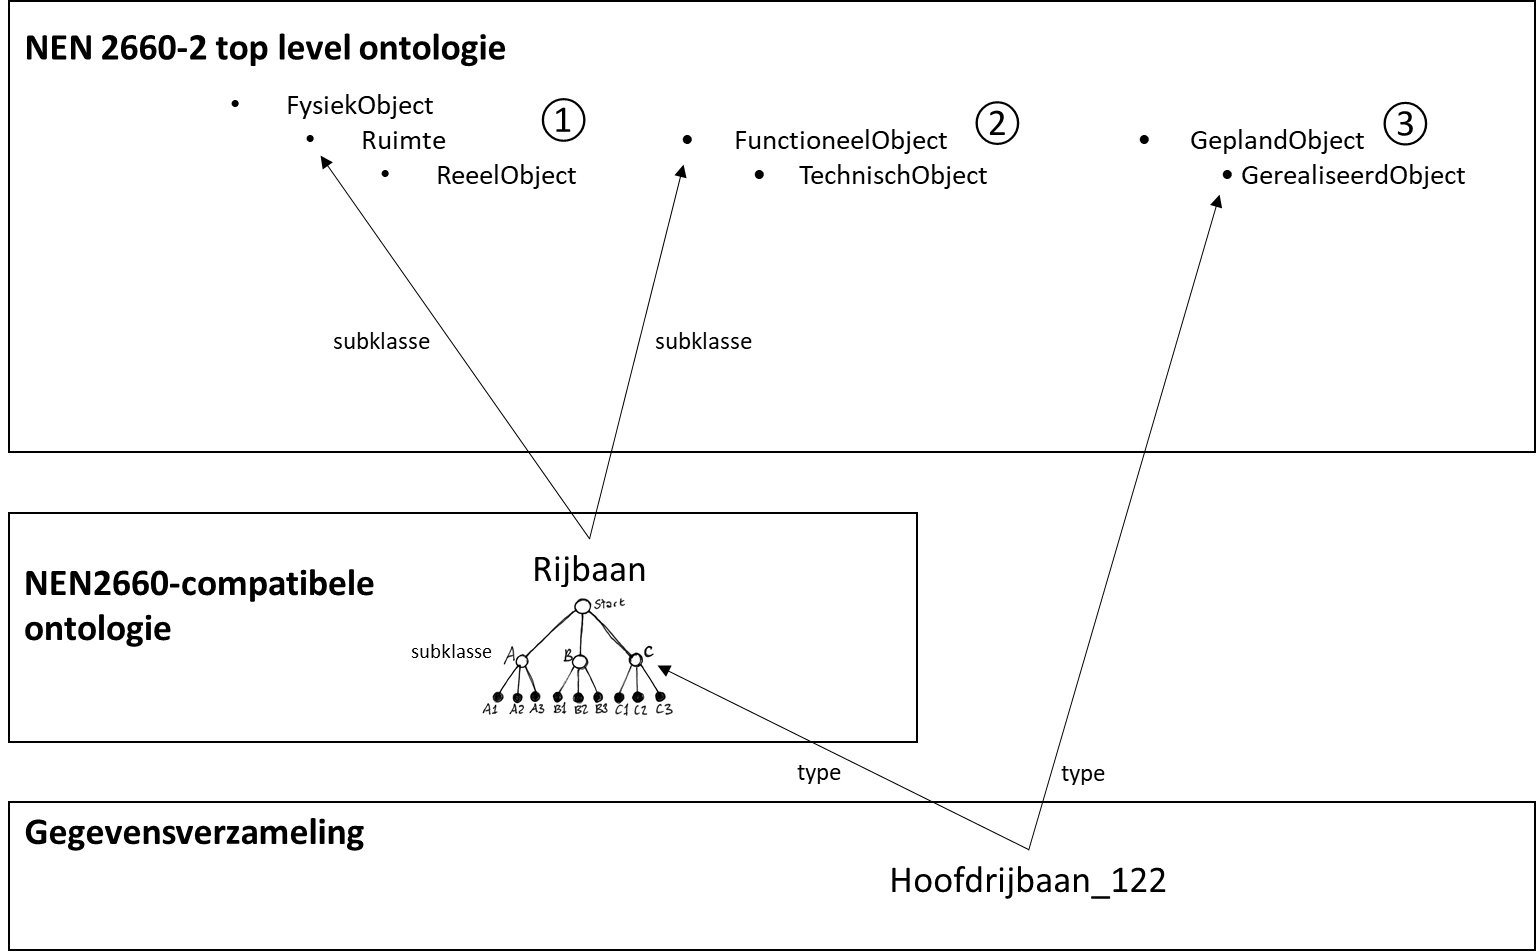 NEN 2660-2 top level ontologie
• FysiekObject
• Ruimte
• ReeelObject
1
• FunctioneelObject
• TechnischObject
2
• GeplandObject
• GerealiseerdObject
3
subklasse
subklasse
NEN2660-compatibele
ontologie
Rijbaan
Start
subklasse
A
B
C
A1 A2 A3 B1 B2 B3 C1 C2 C3
type
type
Gegevensverzameling
Hoofdrijbaan_122